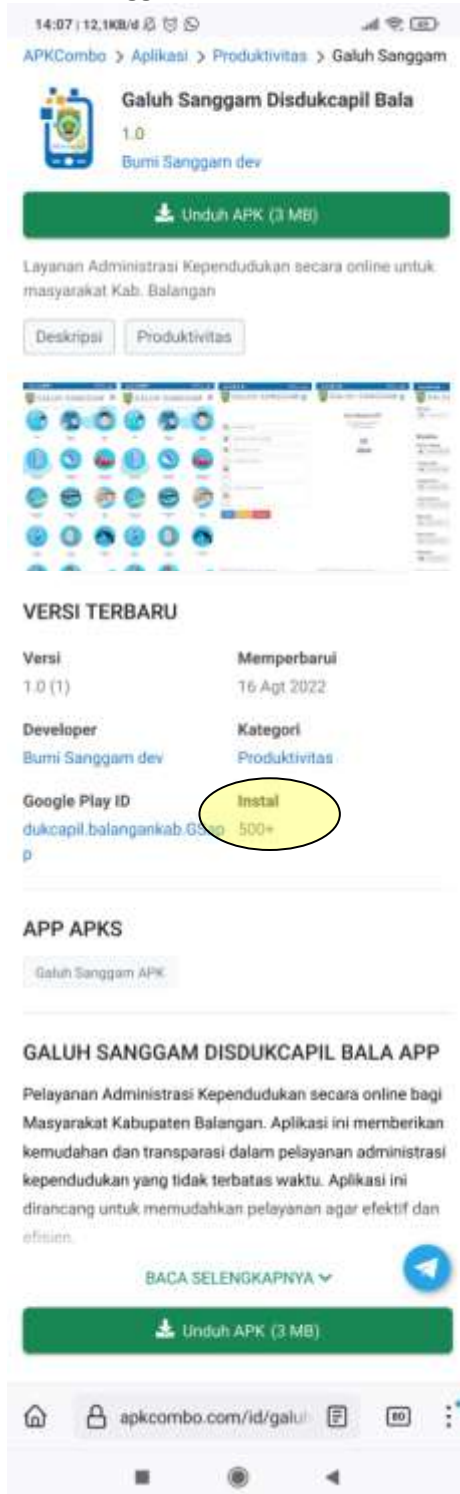 14:07 | 12,1KB/d
APKCombo > Aplikasi > Produktivitas > Galuh Sanggam
Galuh Sanggam Disdukcapil Bala
1.0
Bumi Sanggam dev
Unduh APK (3 MB)
Layanan Administrasi Kependudukan secara online untuk
masyarakat Kab. Balangan
Deskripsi Produktivitas
VERSI TERBARU
Versi Memperbarui
1.0 (1) 16 Agt 2022
Developer Kategori
Bumi Sanggam dev Produktivitas
Google Play ID Instal
dukcapil.balangankab.GSap 500+
p
APP APKS
Galuh Sanggam APK
GALUH SANGGAM DISDUKCAPIL BALA APP
Pelayanan Administrasi Kependudukan secara online bagi
Masyarakat Kabupaten Balangan. Aplikasi ini memberikan
kemudahan dan transparasi dalam pelayanan administrasi
kependudukan yang tidak terbatas waktu. Aplikasi ini
dirancang untuk memudahkan pelayanan agar efektif dan
efisien.
BACA SELENGKAPNYA
Unduh APK (3 MB)
apkcombo.com/id/galuh